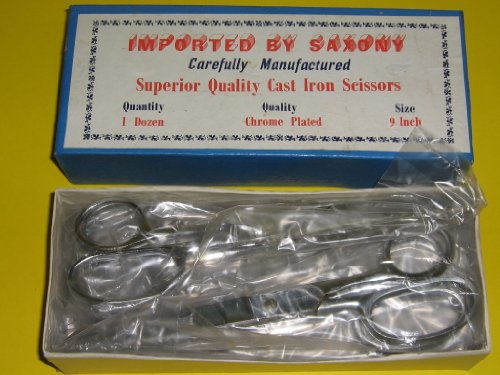 IMPORTED BY SAXONY
Carefully Manufactured
Superior Quality Cast Iron Scissors
Quantity Quality Size
1 Dozen Chrome Plated 9 Inch